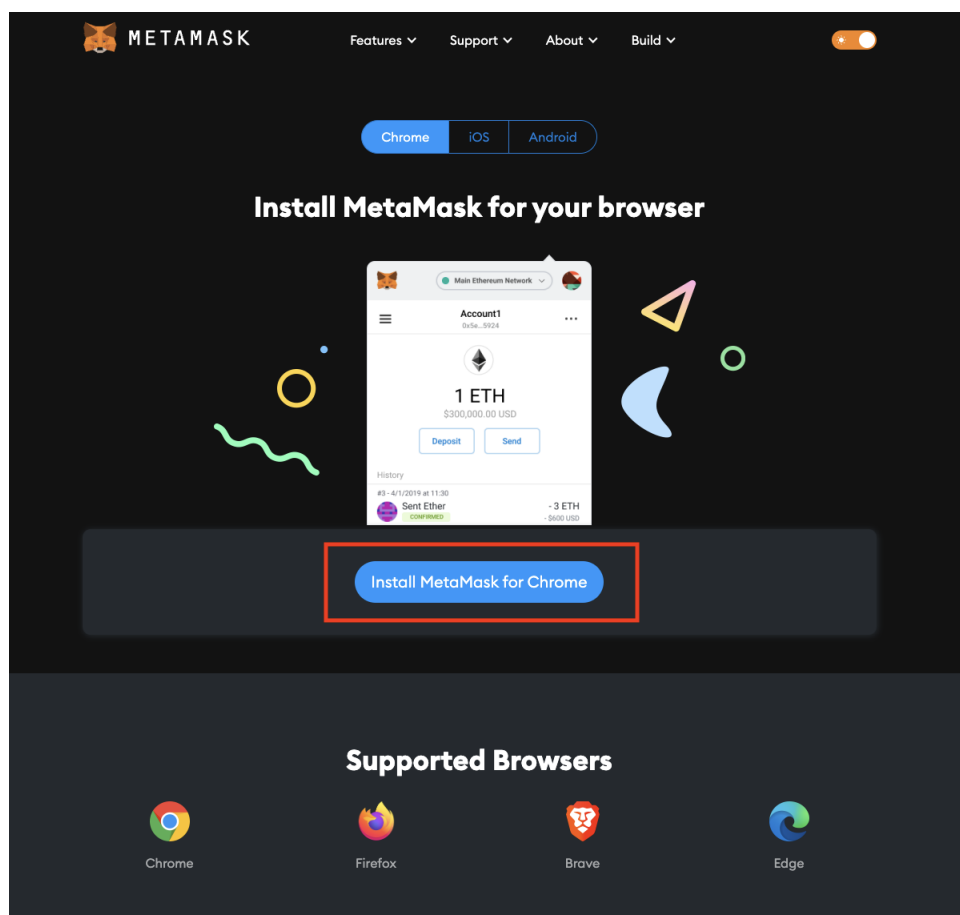 METAMASK
Features Support About Build
Chrome iOS Android
Install MetaMask for your browser
Main Ethereum Network
Account1
0x5e...5924
1 ETH
$300,000.00 USD
Deposit Send
History
#3 - 4/1/2019 at 11:30
Sent Ether - 3 ETH
CONFIRMED - $600 USD
Install MetaMask for Chrome
Supported Browsers
Chrome Firefox Brave Edge